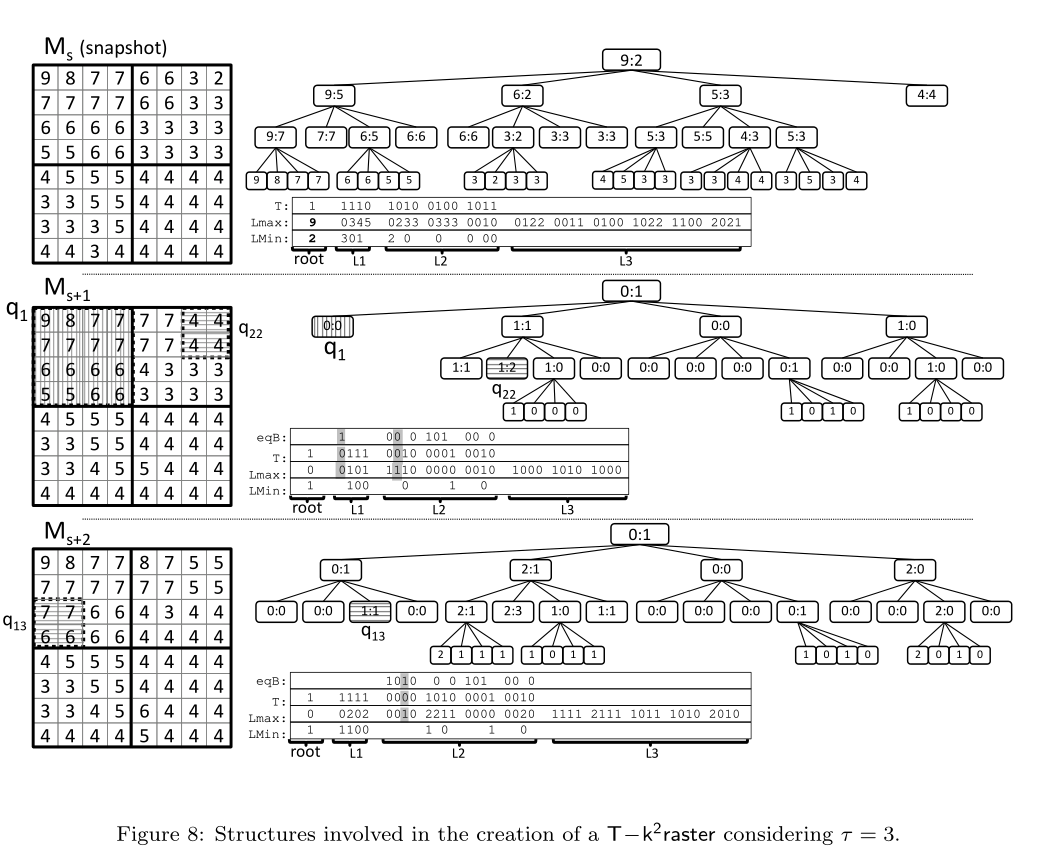 Ms (snapshot)
9 8 7 7 6 6 3 2
7 7 7 7 6 6 3 3
6 6 6 6 3 3 3 3
5 5 6 6 3 3 3 3
4 5 5 5 4 4 4 4
3 3 5 5 4 4 4 4
3 3 3 5 4 4 4 4
4 4 3 4 4 4 4 4
9:2
9:5 6:2 5:3 4:4
9:7 7:7 6:5 6:6 6:6 3:2 3:3 3:3 5:3 5:5 4:3 5:3
9 8 7 7 6 6 5 5 3 2 3 3 4 5 3 3 3 3 4 4 3 5 3 4
T: 1 1110 1010 0100 1011
Lmax: 9 0345 0233 0333 0010 0122 0011 0100 1022 1100 2021
LMin: 2 301 2 0 0 0 00
root L1 L2 L3
Ms+1
q1
9 8 7 7 7 7 4 4
7 7 7 7 7 7 4 4
6 6 6 6 4 3 3 3
5 5 6 6 3 3 3 3
4 5 5 5 4 4 4 4
3 3 5 5 4 4 4 4
3 3 4 5 5 4 4 4
4 4 4 4 4 4 4 4
q22
0:1
0:0 1:1 0:0 1:0
q1
1:1 1:2 1:0 0:0 0:0 0:0 0:0 0:1 0:0 0:0 1:0 0:0
q22
1 0 0 0 1 0 1 0 1 0 0 0
eqB: 1 00 0 101 00 0
T: 1 0111 0010 0001 0010
Lmax: 0 0101 1110 0000 0010 1000 1010 1000
LMin: 1 100 0 1 0
root L1 L2 L3
Ms+2
9 8 7 7 8 7 5 5
7 7 7 7 7 7 5 5
7 7 6 6 4 3 4 4
6 6 6 6 4 4 4 4
4 5 5 5 4 4 4 4
3 3 5 5 4 4 4 4
3 3 4 5 6 4 4 4
4 4 4 4 5 4 4 4
q13
0:1
0:1 2:1 0:0 2:0
0:0 0:0 1:1 0:0 2:1 2:3 1:0 1:1 0:0 0:0 0:0 0:1 0:0 0:0 2:0 0:0
q13
2 1 1 1 1 0 1 1 1 0 1 0 2 0 1 0
eqB: 1010 0 0 101 00 0
T: 1 1111 0000 1010 0001 0010
Lmax: 0 0202 0010 2211 0000 0020 1111 2111 1011 1010 2010
LMin: 1 1100 1 0 1 0
root L1 L2 L3
Figure 8: Structures involved in the creation of a T−k²raster considering τ = 3.